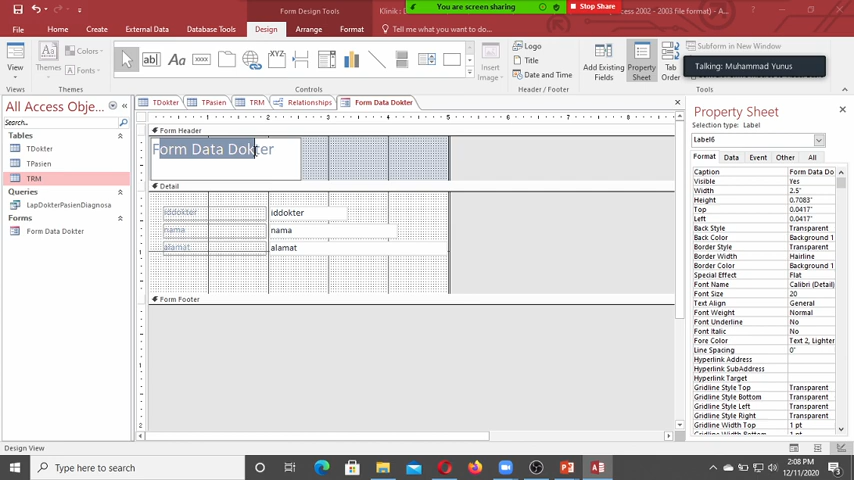 Form Design Tools
Klinik
You are screen sharing
Stop Share
ccess 2002 - 2003 file format)
File
Home
Create
External Data
Database Tools
Design
Arrange
Format
Tell me what you want to do
View
Views
Themes
Colors
Fonts
Themes
Aa
XYZ
Controls
Insert
Image
Logo
Title
Date and Time
Header / Footer
Add Existing
Fields
Property
Sheet
Tab
Order
Subform in New Window
Tools
Talking: Muhammad Yunus
All Access Obje...
Search...
Tables
TDokter
TPasien
TRM
Queries
LapDokterPasienDiagnosa
Forms
Form Data Dokter
TDokter
TPasien
TRM
Relationships
Form Data Dokter
Form Header
Form Data Dokter
Detail
iddokter
iddokter
nama
nama
alamat
alamat
Form Footer
Property Sheet
Selection type: Label
Label6
Format
Data
Event
Other
All
Caption Form Data Do
Visible Yes
Width 2.5"
Height 0.7083"
Top 0.0417"
Left 0.0417"
Back Style Transparent
Back Color Background 1
Border Style Transparent
Border Width Hairline
Border Color Background 1
Special Effect Flat
Font Name Calibri (Detail)
Font Size 20
Text Align General
Font Weight Normal
Font Underline No
Font Italic No
Fore Color Text 2, Lighter
Line Spacing 0"
Hyperlink Address
Hyperlink SubAddress
Hyperlink Target
Gridline Style Top Transparent
Gridline Style Bottom Transparent
Gridline Style Left Transparent
Gridline Style Right Transparent
Gridline Width Top 1 pt
Gridline Width Bottom 1 pt
Design View
Type here to search
2:08 PM
12/11/2020